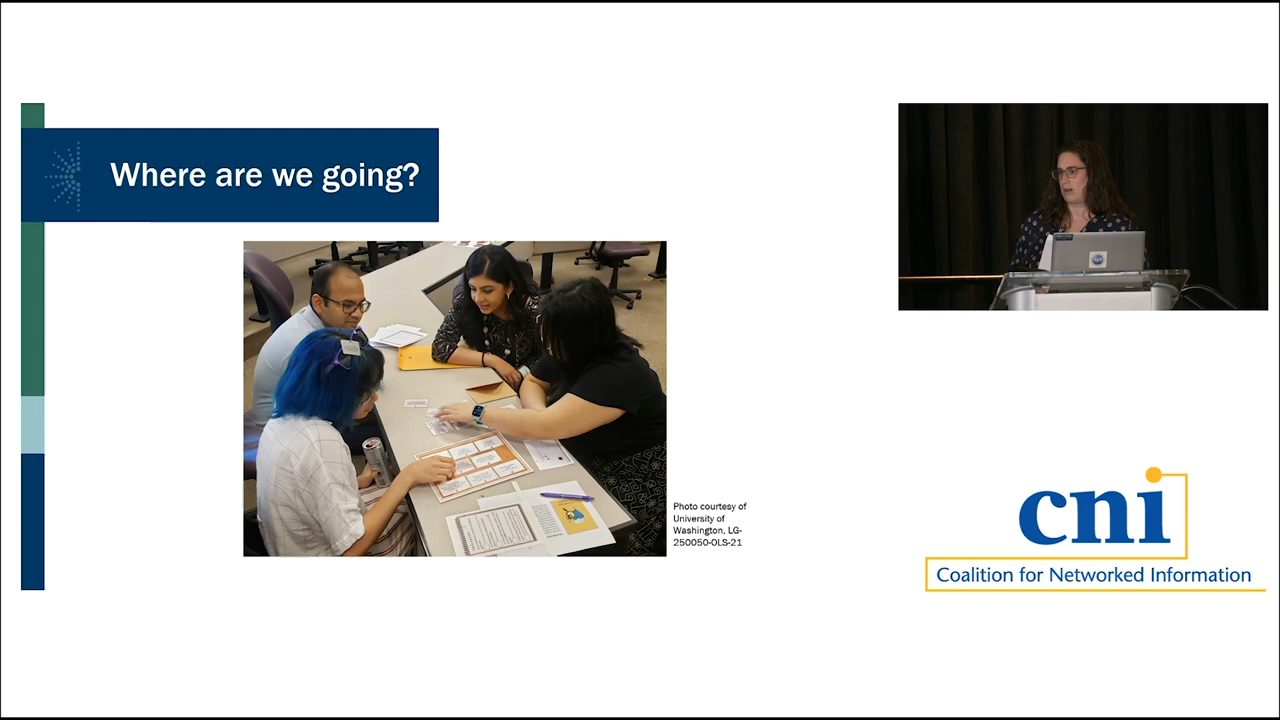 Where are we going?
Photo courtesy of
University of
Washington, LG-
250050-OLS-21
cni
Coalition for Networked Information